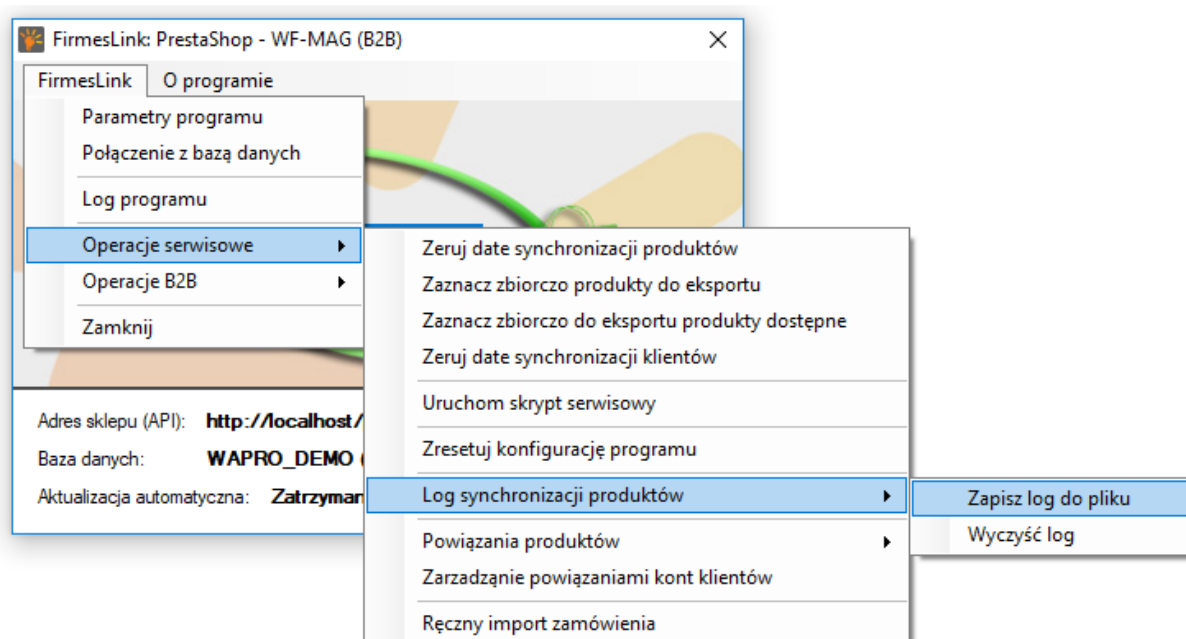 FirmesLink: PrestaShop - WF-MAG (B2B)
FirmesLink O programie
Parametry programu
Połączenie z bazą danych
Log programu
Operacje serwisowe
Operacje B2B
Zamknij
Zeruj date synchronizacji produktów
Zaznacz zbiorczo produkty do eksportu
Zaznacz zbiorczo do eksportu produkty dostępne
Zeruj date synchronizacji klientów
Uruchom skrypt serwisowy
Zresetuj konfigurację programu
Log synchronizacji produktów
Powiązania produktów
Zarzadząnie powiązaniami kont klientów
Ręczny import zamówienia
Zapisz log do pliku
Wyczyść log
Adres sklepu (API): http://localhost/
Baza danych: WAPRO_DEMO (
Aktualizacja automatyczna: Zatrzyman